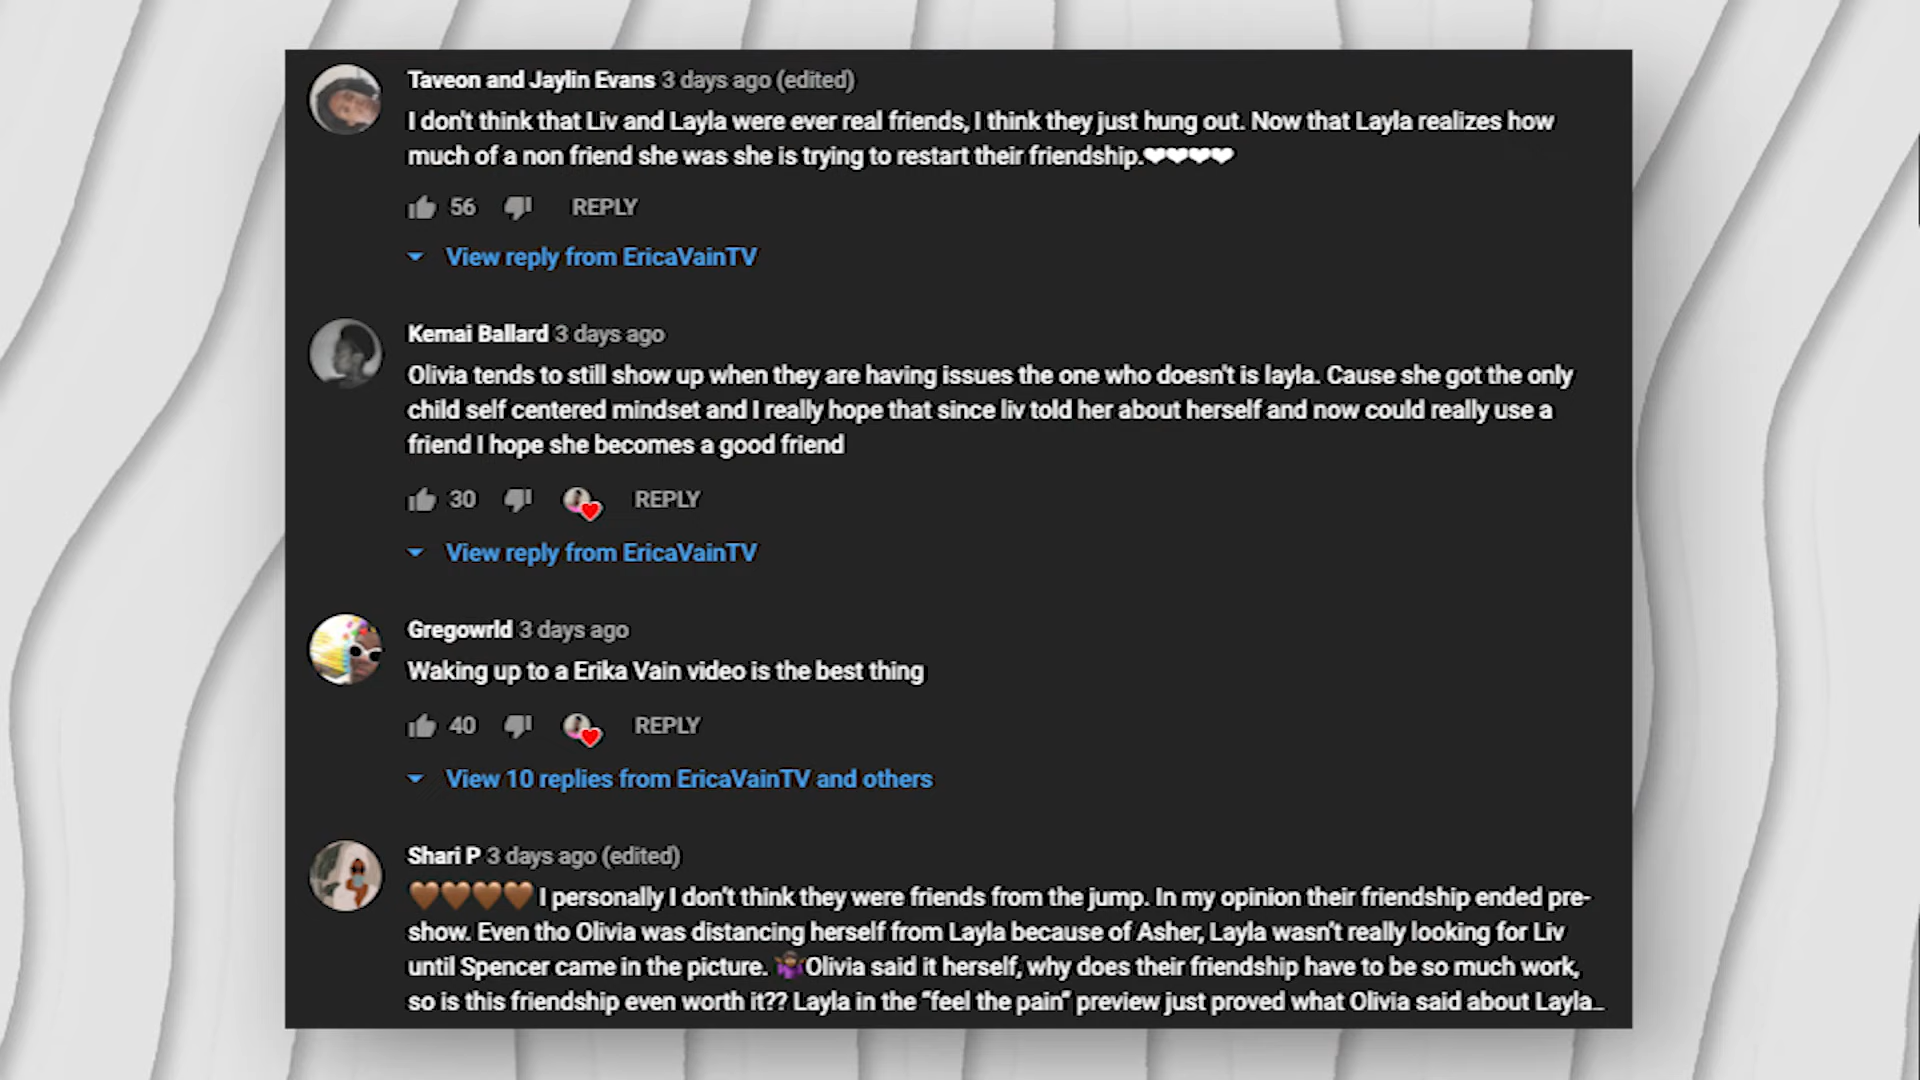 Taveon and Jaylin Evans 3 days ago (edited)
I don't think that Liv and Layla were ever real friends, I think they just hung out. Now that Layla realizes how
much of a non friend she was she is trying to restart their friendship.❤❤❤❤
56 REPLY
View reply from EricaVainTV
Kemai Ballard 3 days ago
Olivia tends to still show up when they are having issues the one who doesn't is layla. Cause she got the only
child self centered mindset and I really hope that since liv told her about herself and now could really use a
friend I hope she becomes a good friend
30 REPLY
View reply from EricaVainTV
Gregowrld 3 days ago
Waking up to a Erika Vain video is the best thing
40 REPLY
View 10 replies from EricaVainTV and others
Shari P 3 days ago (edited)
🤎🤎🤎🤎 I personally I don't think they were friends from the jump. In my opinion their friendship ended pre-
show. Even tho Olivia was distancing herself from Layla because of Asher, Layla wasn't really looking for Liv
until Spencer came in the picture. 🤷🏾‍♀️Olivia said it herself, why does their friendship have to be so much work,
so is this friendship even worth it?? Layla in the “feel the pain” preview just proved what Olivia said about Layla...